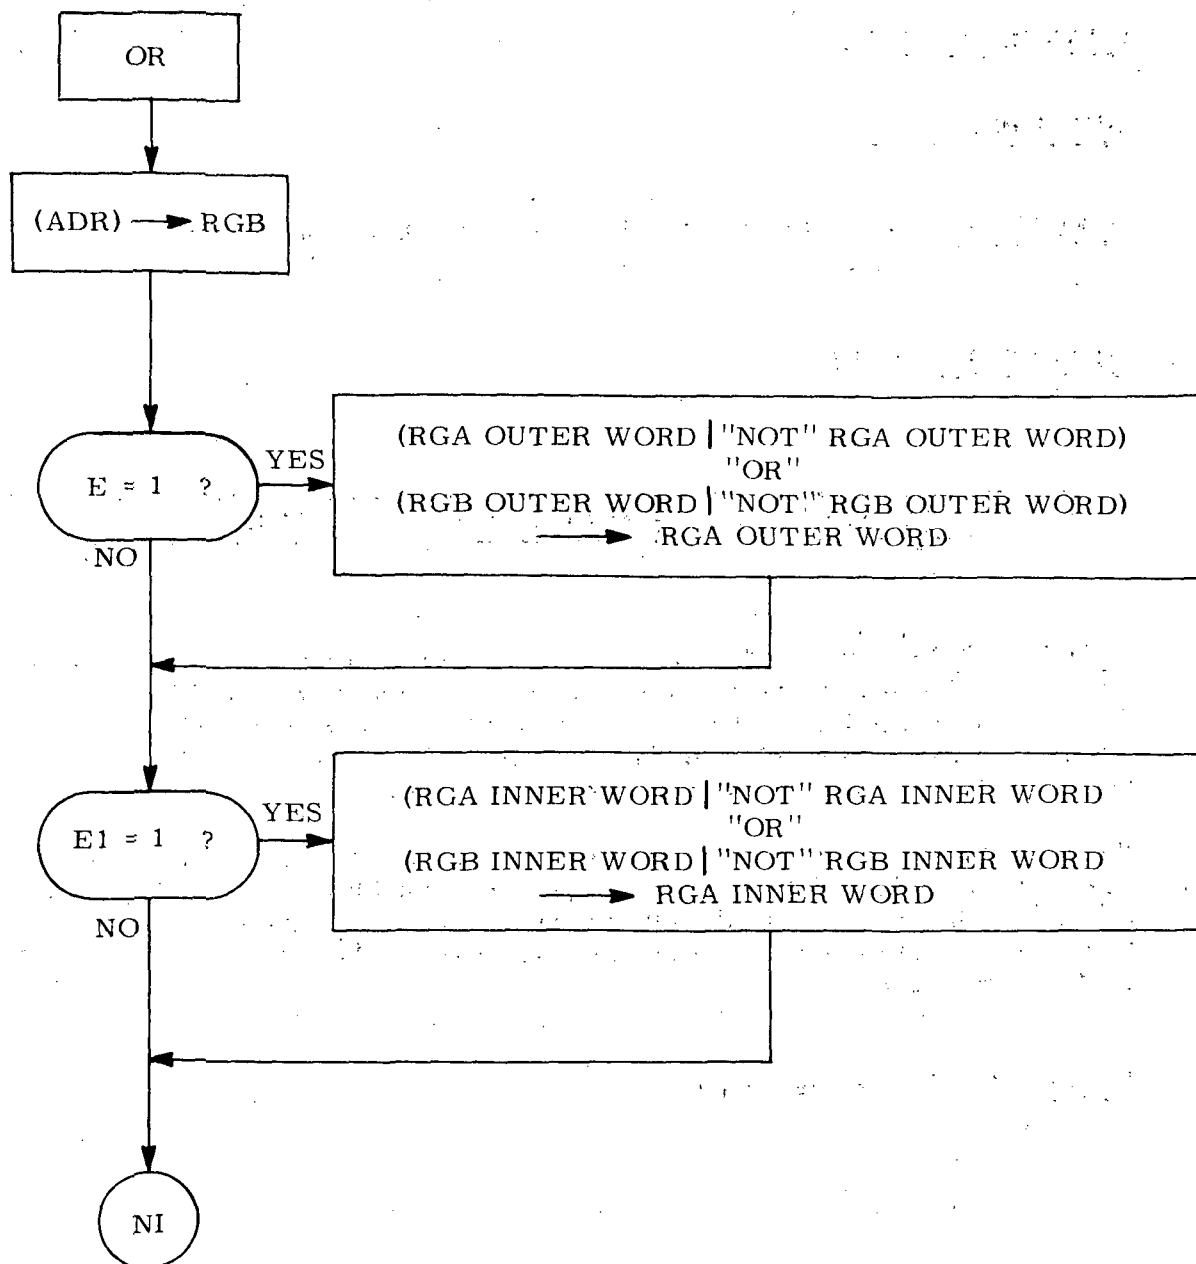 OR
(ADR) → RGB
E = 1 ?
YES
NO
(RGA OUTER WORD | "NOT" RGA OUTER WORD)
"OR"
(RGB OUTER WORD | "NOT" RGB OUTER WORD)
→ RGA OUTER WORD
E1 = 1 ?
YES
NO
(RGA INNER WORD | "NOT" RGA INNER WORD
"OR"
(RGB INNER WORD | "NOT" RGB INNER WORD
→ RGA INNER WORD
NI